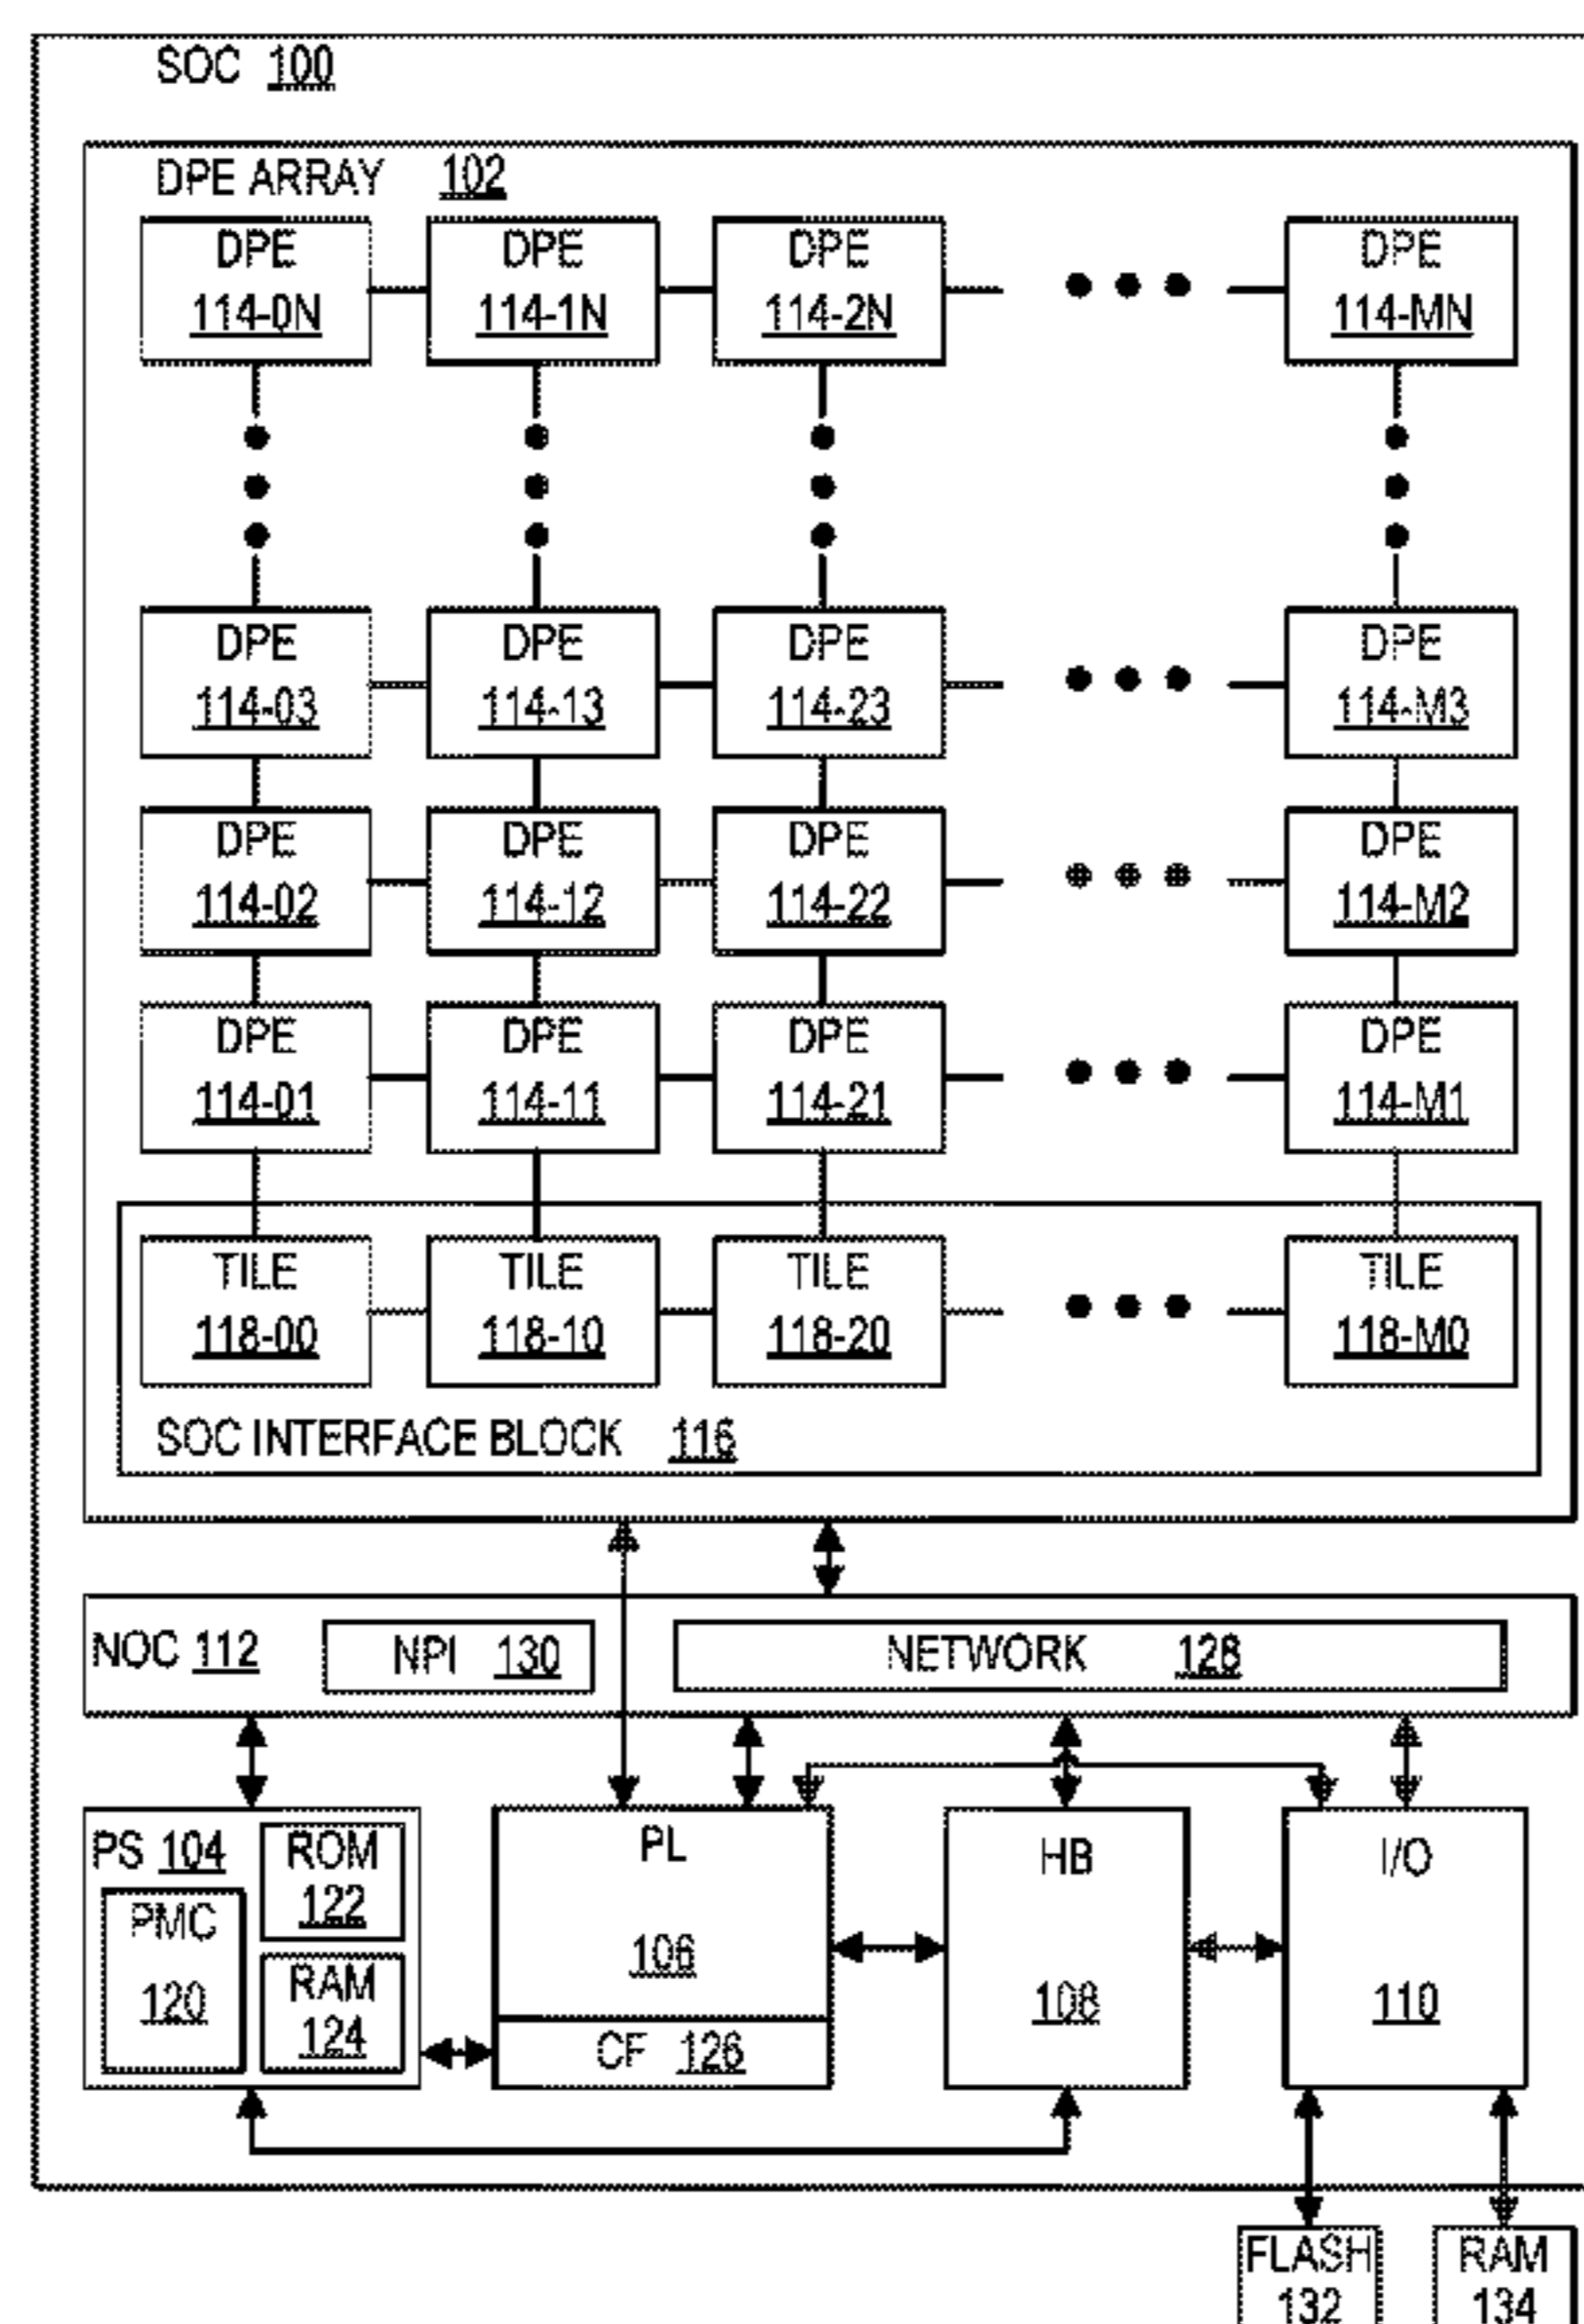 SOC 100
DPE ARRAY 102
DPE DPE DPE DPE
114-0N 114-1N 114-2N 114-MN
DPE DPE DPE DPE
114-03 114-13 114-23 114-M3
DPE DPE DPE DPE
114-02 114-12 114-22 114-M2
DPE DPE DPE DPE
114-01 114-11 114-21 114-M1
TILE TILE TILE TILE
118-00 118-10 118-20 118-M0
SOC INTERFACE BLOCK 116
NOC 112 NPI 130 NETWORK 128
PS 104
ROM
122
PMC
120
RAM
124
PL
106
CF 126
HB
108
I/O
110
FLASH
132
RAM
134